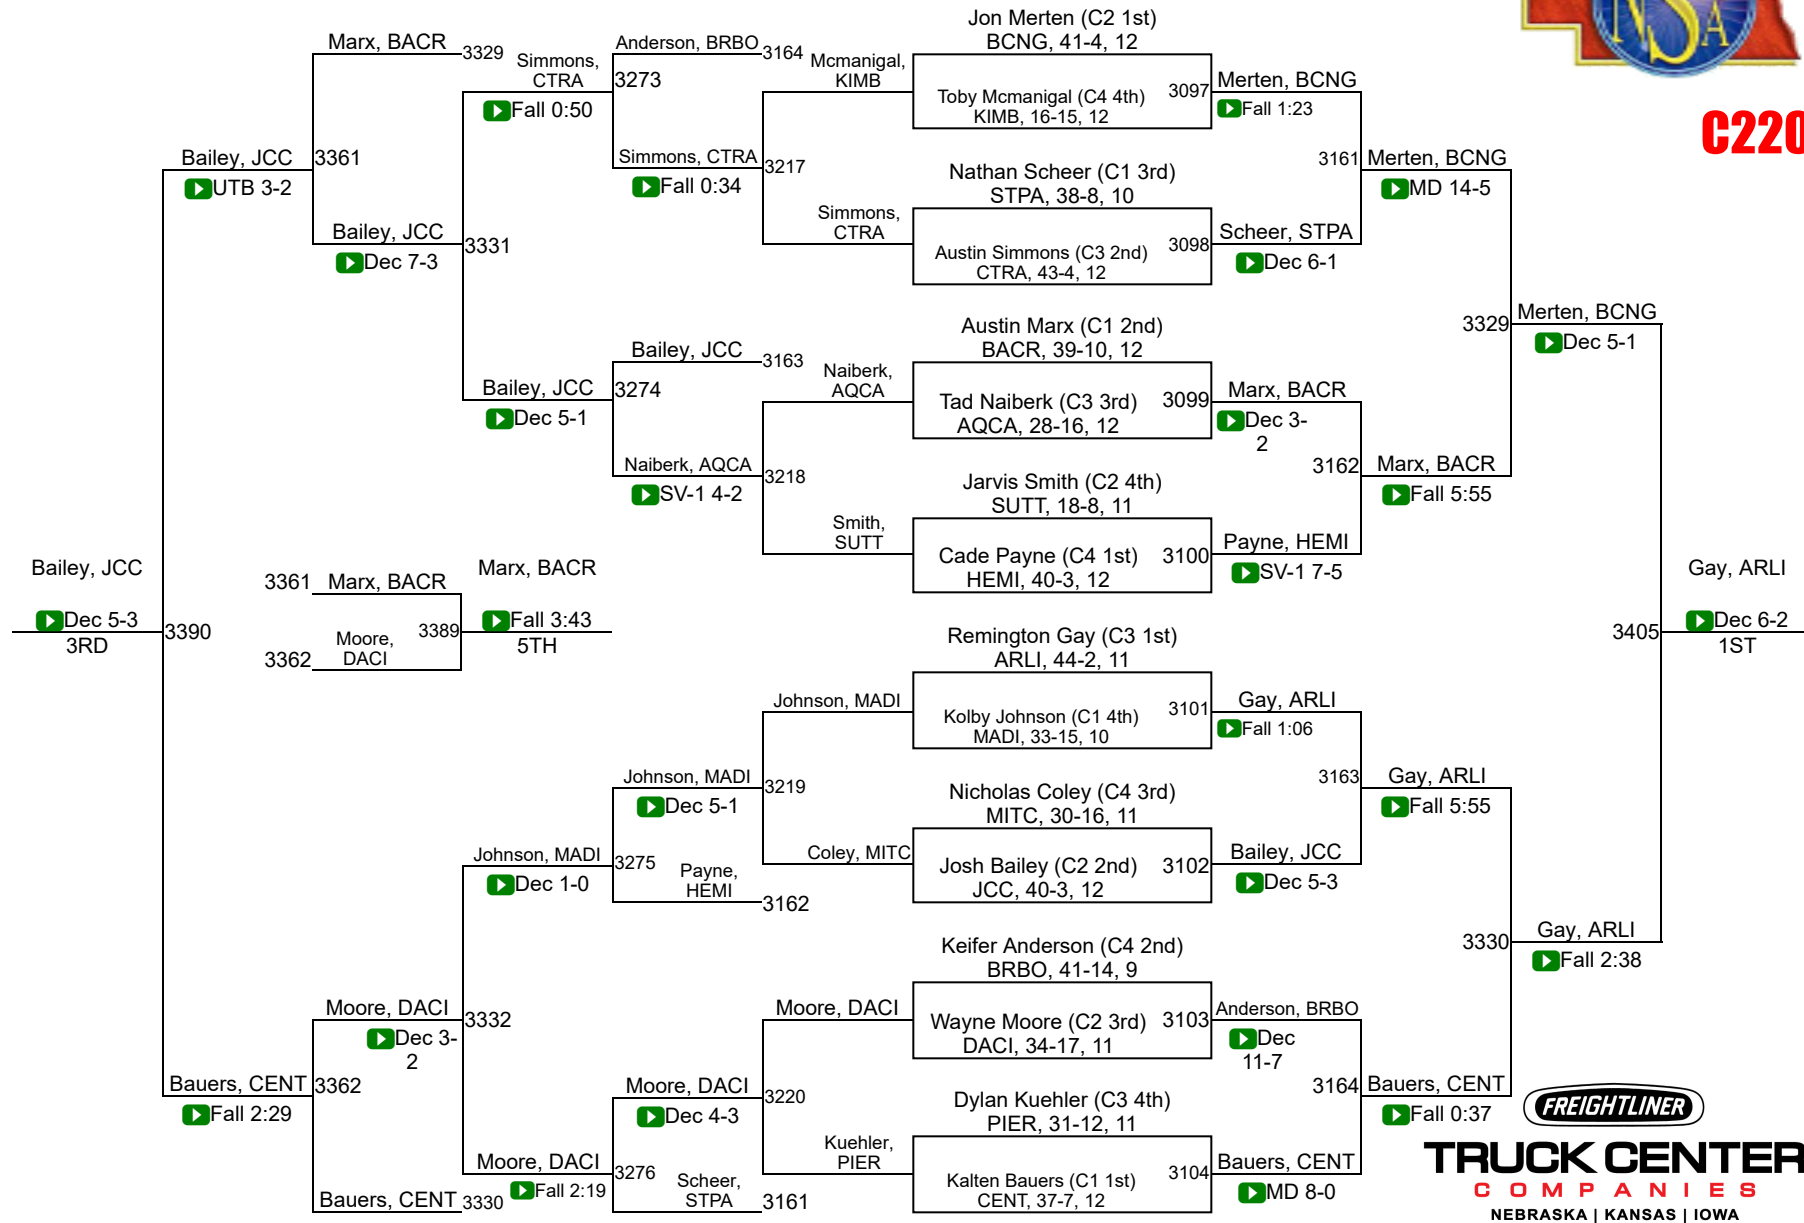 NSA
C220
Jon Merten (C2 1st)
BCNG, 41-4, 12
Toby Mcmanigal (C4 4th)
KIMB, 16-15, 12
3097
Nathan Scheer (C1 3rd)
STPA, 38-8, 10
Austin Simmons (C3 2nd)
CTRA, 43-4, 12
3098
Austin Marx (C1 2nd)
BACR, 39-10, 12
Tad Naiberk (C3 3rd)
AQCA, 28-16, 12
3099
Jarvis Smith (C2 4th)
SUTT, 18-8, 11
Cade Payne (C4 1st)
HEMI, 40-3, 12
3100
Remington Gay (C3 1st)
ARLI, 44-2, 11
Kolby Johnson (C1 4th)
MADI, 33-15, 10
3101
Nicholas Coley (C4 3rd)
MITC, 30-16, 11
Josh Bailey (C2 2nd)
JCC, 40-3, 12
3102
Keifer Anderson (C4 2nd)
BRBO, 41-14, 9
Wayne Moore (C2 3rd)
DACI, 34-17, 11
3103
Dylan Kuehler (C3 4th)
PIER, 31-12, 11
Kalten Bauers (C1 1st)
CENT, 37-7, 12
3104
Merten, BCNG
Fall 1:23
Scheer, STPA
Dec 6-1
Marx, BACR
Dec 3-
2
Payne, HEMI
SV-1 7-5
Gay, ARLI
Fall 1:06
Bailey, JCC
Dec 5-3
Anderson, BRBO
Dec
11-7
Bauers, CENT
MD 8-0
3161
Merten, BCNG
MD 14-5
3162
Marx, BACR
Fall 5:55
3163
Gay, ARLI
Fall 5:55
3164
Bauers, CENT
Fall 0:37
3329
Merten, BCNG
Dec 5-1
3330
Gay, ARLI
Fall 2:38
3405
Gay, ARLI
Dec 6-2
1ST
Mcmanigal,
KIMB
Simmons,
CTRA
3217
Naiberk,
AQCA
Smith,
SUTT
3218
Johnson, MADI
Coley, MITC
3219
Moore, DACI
Kuehler,
PIER
3220
Anderson, BRBO
3164
Simmons, CTRA
Fall 0:34
3273
Bailey, JCC
3163
Naiberk, AQCA
SV-1 4-2
3274
Johnson, MADI
Dec 5-1
Payne,
HEMI
3162
3275
Moore, DACI
Dec 4-3
Scheer,
STPA
3161
3276
Simmons,
CTRA
Fall 0:50
Bailey, JCC
Dec 5-1
3331
Johnson, MADI
Dec 1-0
Moore, DACI
Fall 2:19
3332
Marx, BACR
3329
Bailey, JCC
Dec 7-3
3361
Moore, DACI
Dec 3-
2
Bauers, CENT
3330
3362
Bailey, JCC
UTB 3-2
Bauers, CENT
Fall 2:29
3390
Bailey, JCC
Dec 5-3
3RD
3361
Marx, BACR
3362
Moore,
DACI
3389
Marx, BACR
Fall 3:43
5TH
FREIGHTLINER
TRUCK CENTER
COMPANIES
NEBRASKA | KANSAS | IOWA